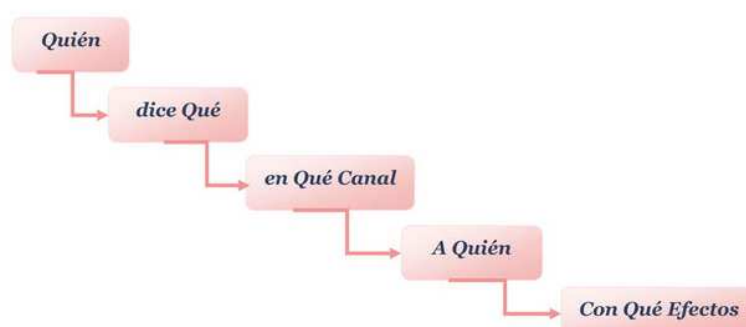 Quién
dice Qué
en Qué Canal
A Quién
Con Qué Efectos